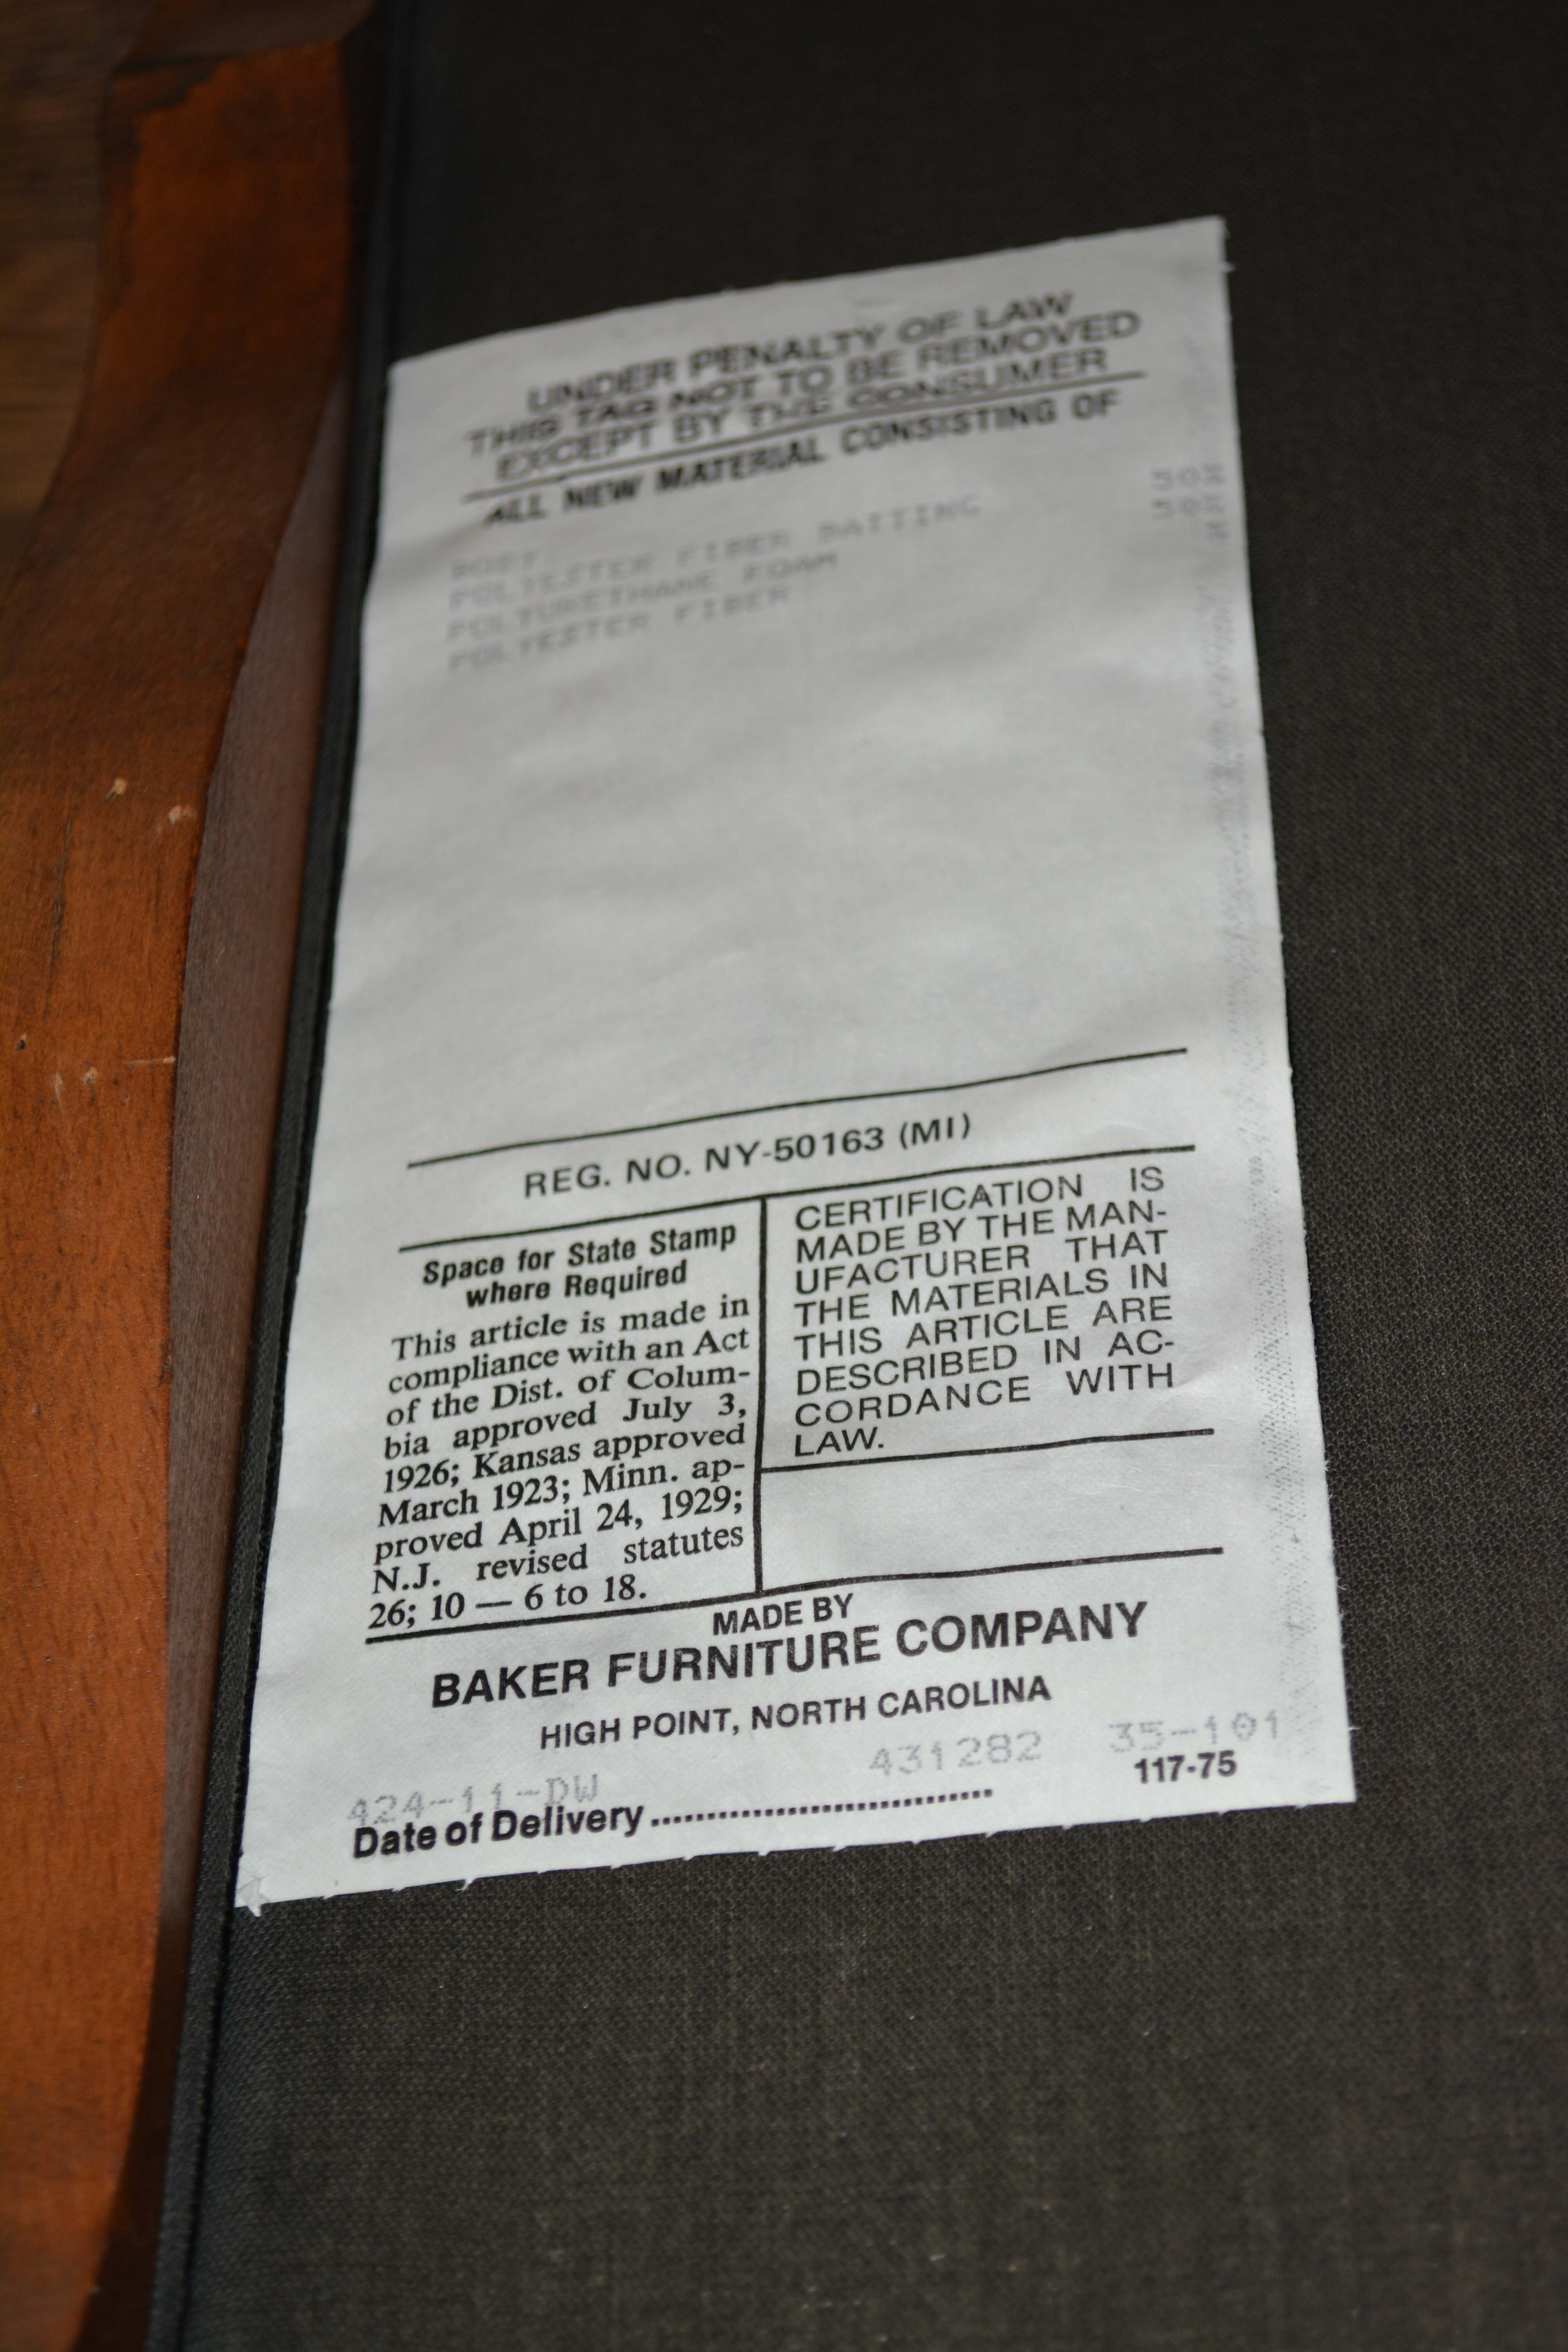 UNDER PENALTY OF LAW
THIS TAG NOT TO BE REMOVED
EXCEPT BY THE CONSUMER
ALL NEW MATERIAL CONSISTING OF
BODY
POLYESTER FIBER BATTING 50%
POLYURETHANE FOAM 50%
POLYESTER FIBER %
REG. NO. NY-50163 (MI)
Space for State Stamp
where Required
This article is made in
compliance with an Act
of the Dist. of Colum-
bia approved July 3,
1926; Kansas approved
March 1923; Minn. ap-
proved April 24, 1929;
N.J. revised statutes
26; 10 — 6 to 18.
CERTIFICATION IS
MADE BY THE MAN-
UFACTURER THAT
THE MATERIALS IN
THIS ARTICLE ARE
DESCRIBED IN AC-
CORDANCE WITH
LAW.
MADE BY
BAKER FURNITURE COMPANY
HIGH POINT, NORTH CAROLINA
424-11-DW 431282 35-101
Date of Delivery ................................ 117-75